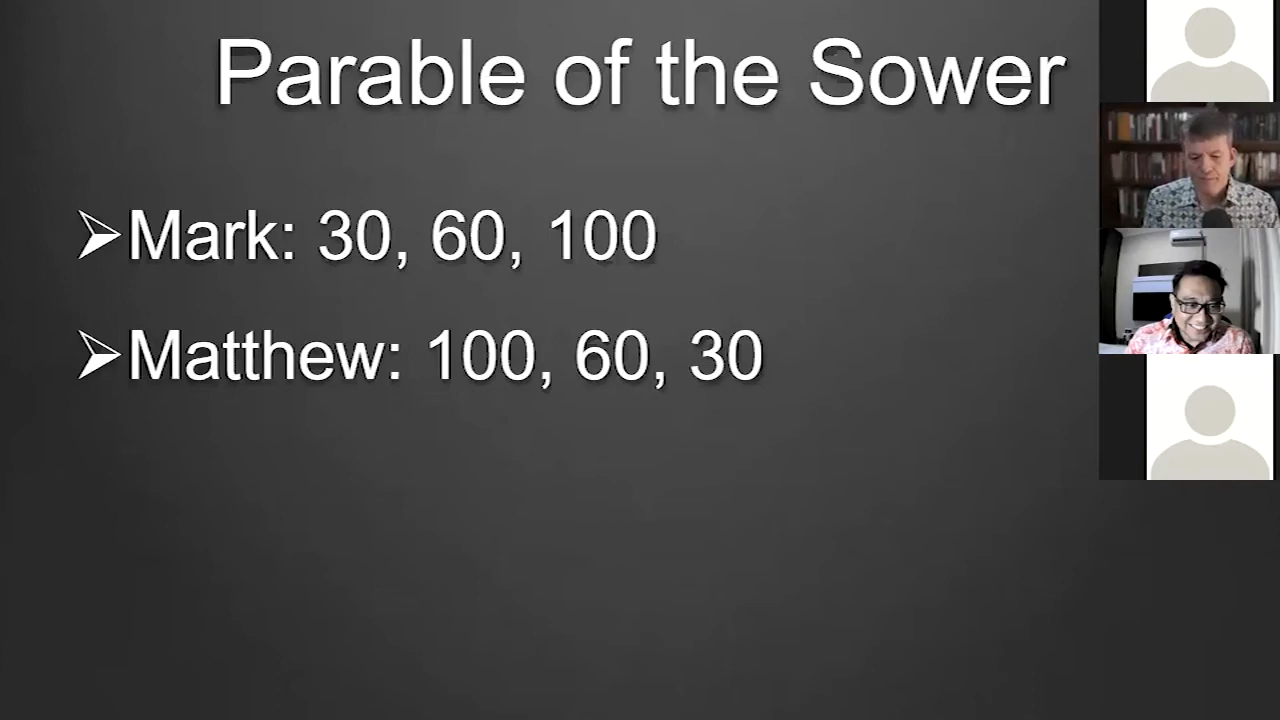 Parable of the Sower
➢Mark: 30, 60, 100
➢Matthew: 100, 60, 30